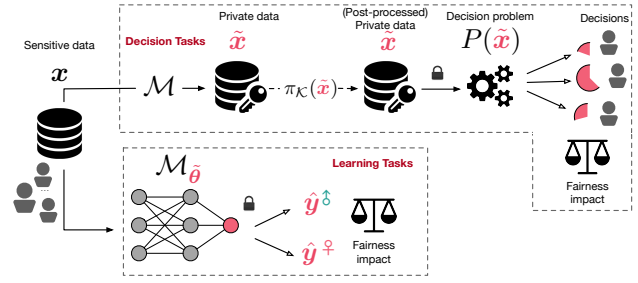 Sensitive data
x
Decision Tasks
Private data
x̃
(Post-processed)
Private data
x̃
Decision problem
P(x̃)
Decisions
M
π_K(x̃)
Fairness
impact
M_θ̃
Learning Tasks
ŷ♂
ŷ♀
Fairness
impact
...